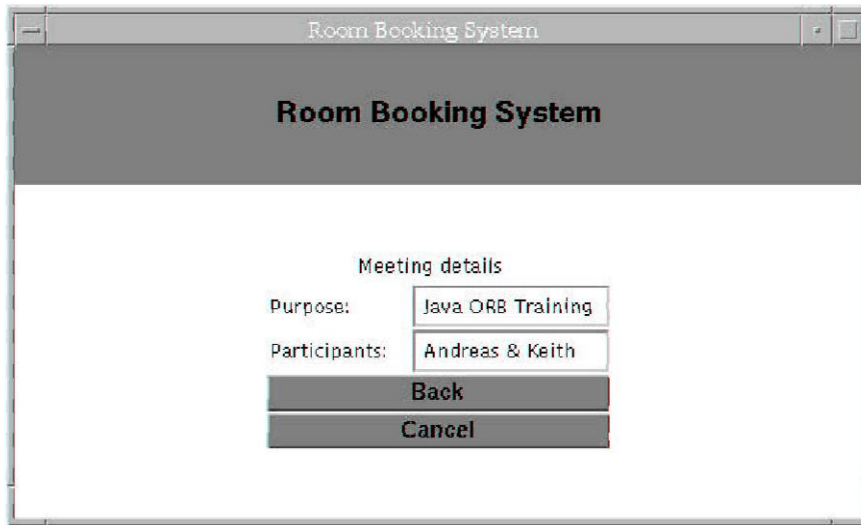 Room Booking System
Room Booking System
Meeting details
Purpose: Java ORB Training
Participants: Andreas & Keith
Back
Cancel